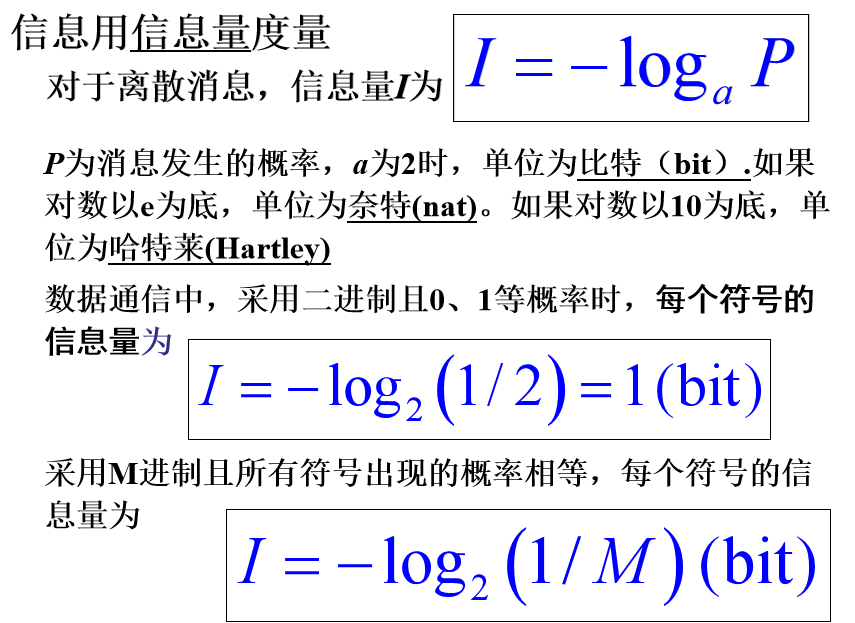 信息用信息量度量
对于离散消息，信息量I为
I = −logₐ P
P为消息发生的概率，a为2时，单位为比特（bit）.如果
对数以e为底，单位为奈特(nat)。如果对数以10为底，单
位为哈特莱(Hartley)
数据通信中，采用二进制且0、1等概率时，每个符号的
信息量为
I = −log₂(1/2) = 1(bit)
采用M进制且所有符号出现的概率相等，每个符号的信
息量为
I = −log₂(1/M)(bit)